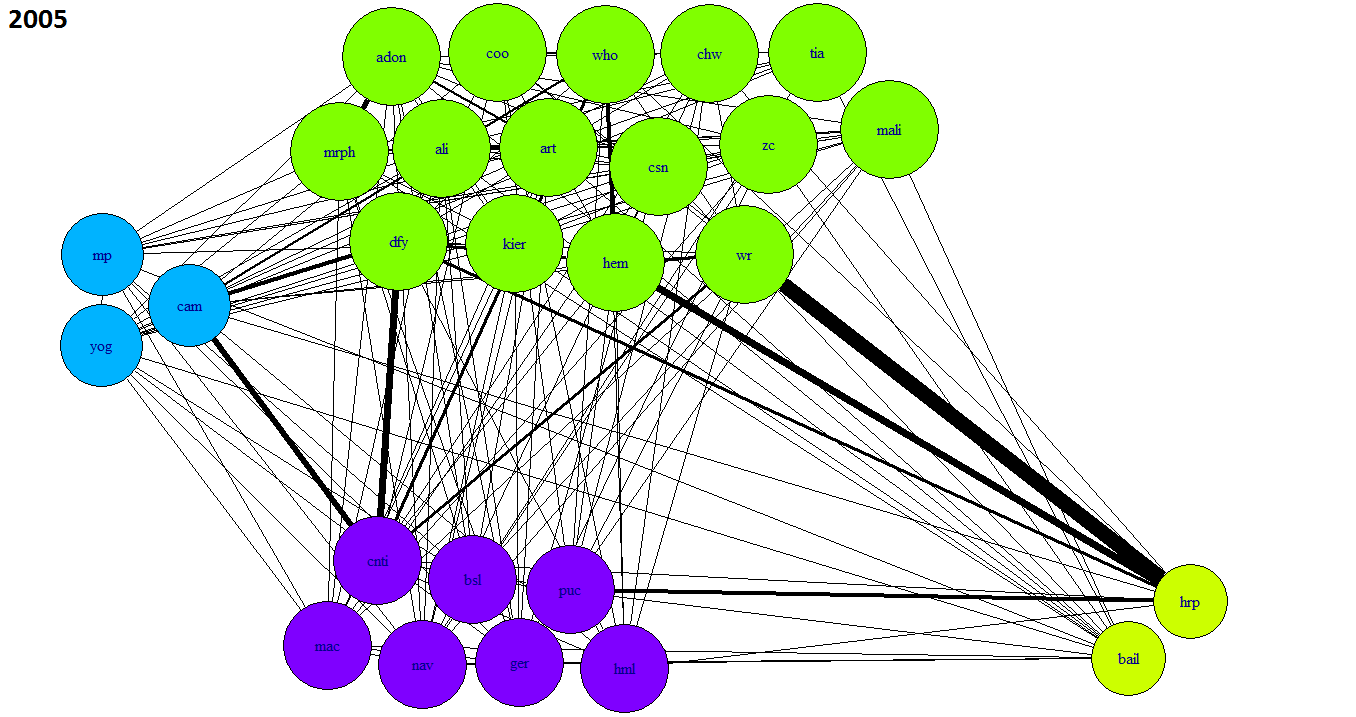 2005
adon
coo
who
chw
tia
mrph
ali
art
csn
zc
mali
mp
cam
yog
dfy
kier
hem
wr
cnti
bsl
puc
mac
nav
ger
hml
hrp
bail